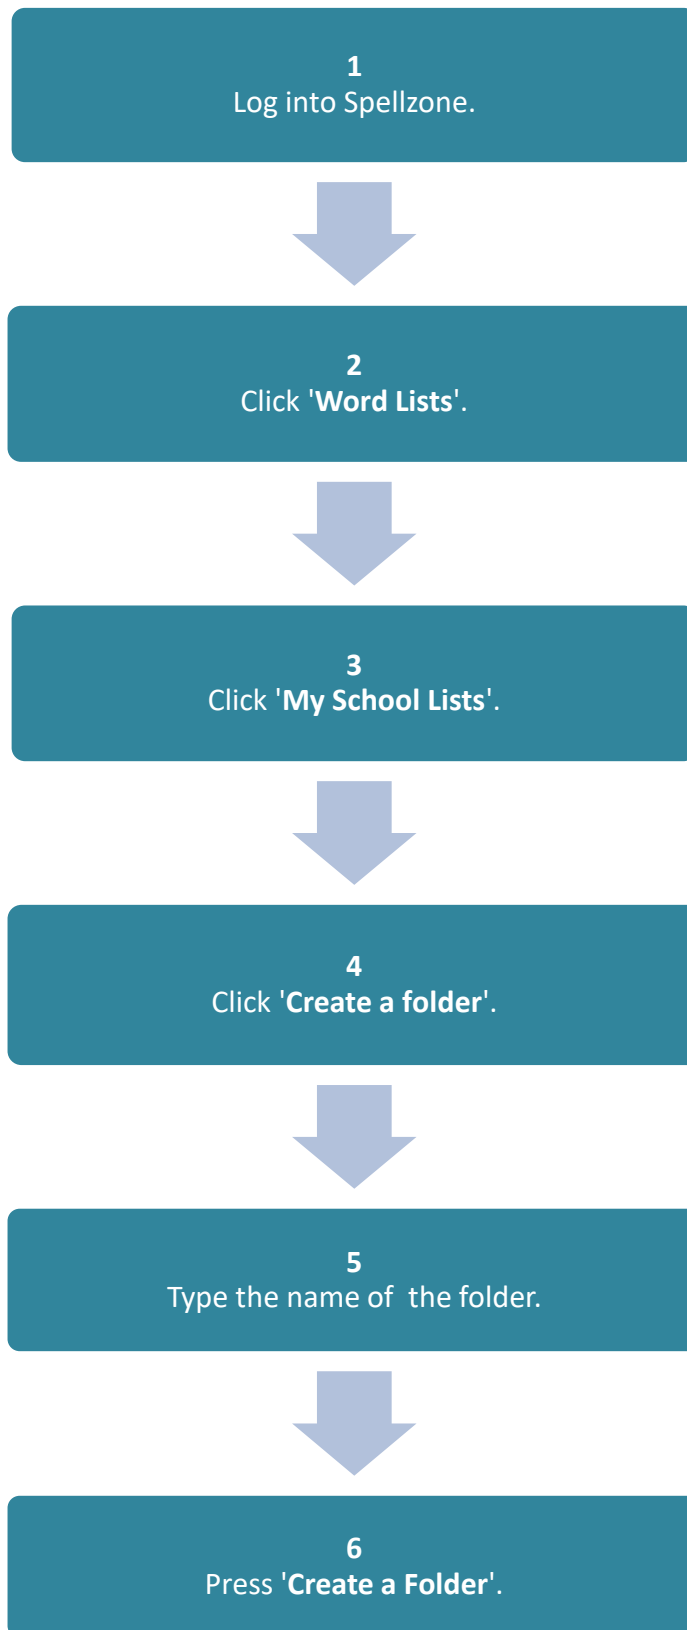 1
Log into Spellzone.
2
Click 'Word Lists'.
3
Click 'My School Lists'.
4
Click 'Create a folder'.
5
Type the name of  the folder.
6
Press 'Create a Folder'.